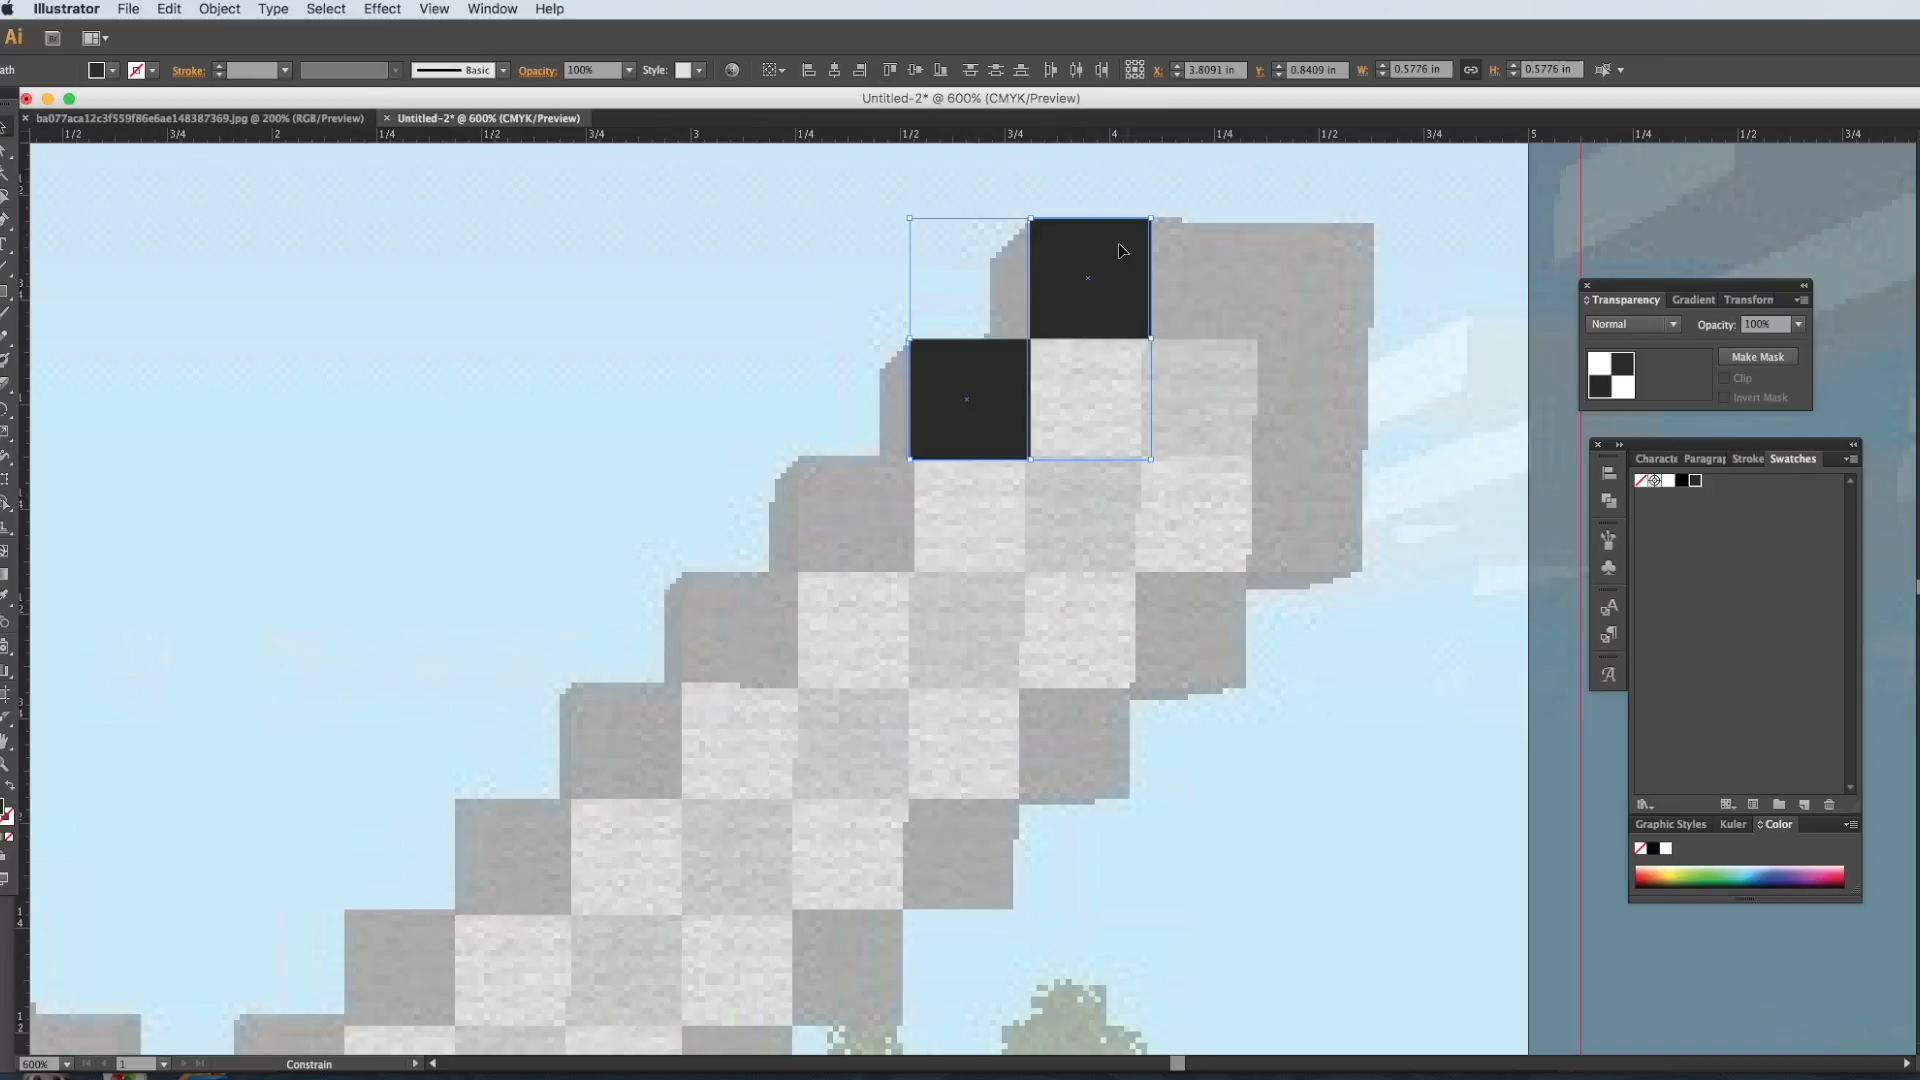 Illustrator File Edit Object Type Select Effect View Window Help
Ai Br
ath Stroke: Basic Opacity: 100% Style: X: 3.8091 in Y: 0.8409 in W: 0.5776 in H: 0.5776 in
Untitled-2* @ 600% (CMYK/Preview)
× ba077aca12c3f559f86e6ae148387369.jpg @ 200% (RGB/Preview) × Untitled-2* @ 600% (CMYK/Preview)
1/2 3/4 2 1/4 1/2 3/4 3 1/4 1/2 3/4 4 1/4 1/2 3/4 5 1/4 1/2 3/4
Transparency Gradient Transform
Normal Opacity: 100%
Make Mask
Clip
Invert Mask
Characte Paragrap Stroke Swatches
Graphic Styles Kuler Color
600% 1 Constrain